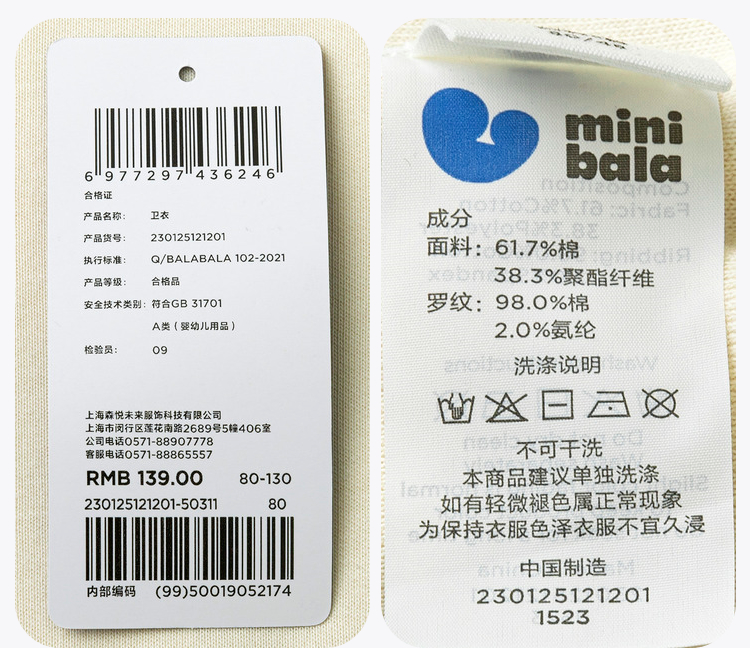 6 977297 436246
合格证
产品名称: 卫衣
产品货号: 230125121201
执行标准: Q/BALABALA 102-2021
产品等级: 合格品
安全技术类别: 符合GB 31701
A类（婴幼儿用品）
检验员: 09
上海森悦未来服饰科技有限公司
上海市闵行区莲花南路2689号5幢406室
公司电话0571-88907778
客服电话0571-88865557
RMB 139.00 80-130
230125121201-50311 80
内部编码 (99)50019052174
mini
bala
成分
面料: 61.7%棉
38.3%聚酯纤维
罗纹: 98.0%棉
2.0%氨纶
洗涤说明
不可干洗
本商品建议单独洗涤
如有轻微褪色属正常现象
为保持衣服色泽衣服不宜久浸
中国制造
230125121201
1523